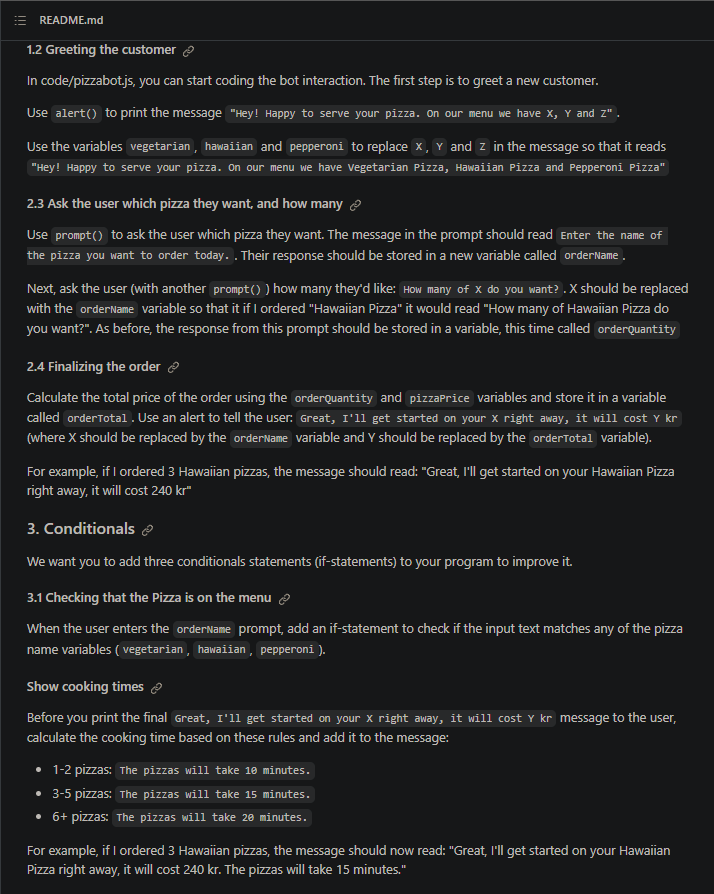 README.md
1.2 Greeting the customer
In code/pizzabot.js, you can start coding the bot interaction. The first step is to greet a new customer.
Use alert() to print the message "Hey! Happy to serve your pizza. On our menu we have X, Y and Z".
Use the variables vegetarian, hawaiian and pepperoni to replace X, Y and Z in the message so that it reads
"Hey! Happy to serve your pizza. On our menu we have Vegetarian Pizza, Hawaiian Pizza and Pepperoni Pizza"
2.3 Ask the user which pizza they want, and how many
Use prompt() to ask the user which pizza they want. The message in the prompt should read Enter the name of
the pizza you want to order today.. Their response should be stored in a new variable called orderName.
Next, ask the user (with another prompt()) how many they'd like: How many of X do you want?. X should be replaced
with the orderName variable so that it if I ordered "Hawaiian Pizza" it would read "How many of Hawaiian Pizza do
you want?". As before, the response from this prompt should be stored in a variable, this time called orderQuantity
2.4 Finalizing the order
Calculate the total price of the order using the orderQuantity and pizzaPrice variables and store it in a variable
called orderTotal. Use an alert to tell the user: Great, I'll get started on your X right away, it will cost Y kr
(where X should be replaced by the orderName variable and Y should be replaced by the orderTotal variable).
For example, if I ordered 3 Hawaiian pizzas, the message should read: "Great, I'll get started on your Hawaiian Pizza
right away, it will cost 240 kr"
3. Conditionals
We want you to add three conditionals statements (if-statements) to your program to improve it.
3.1 Checking that the Pizza is on the menu
When the user enters the orderName prompt, add an if-statement to check if the input text matches any of the pizza
name variables (vegetarian, hawaiian, pepperoni).
Show cooking times
Before you print the final Great, I'll get started on your X right away, it will cost Y kr message to the user,
calculate the cooking time based on these rules and add it to the message:
• 1-2 pizzas: The pizzas will take 10 minutes.
• 3-5 pizzas: The pizzas will take 15 minutes.
• 6+ pizzas: The pizzas will take 20 minutes.
For example, if I ordered 3 Hawaiian pizzas, the message should now read: "Great, I'll get started on your Hawaiian
Pizza right away, it will cost 240 kr. The pizzas will take 15 minutes."